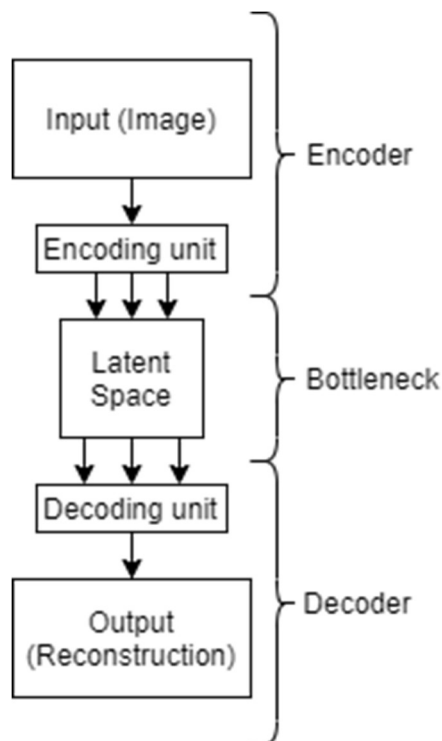 Input (Image)
Encoder
Encoding unit
Latent
Space
Bottleneck
Decoding unit
Output
(Reconstruction)
Decoder